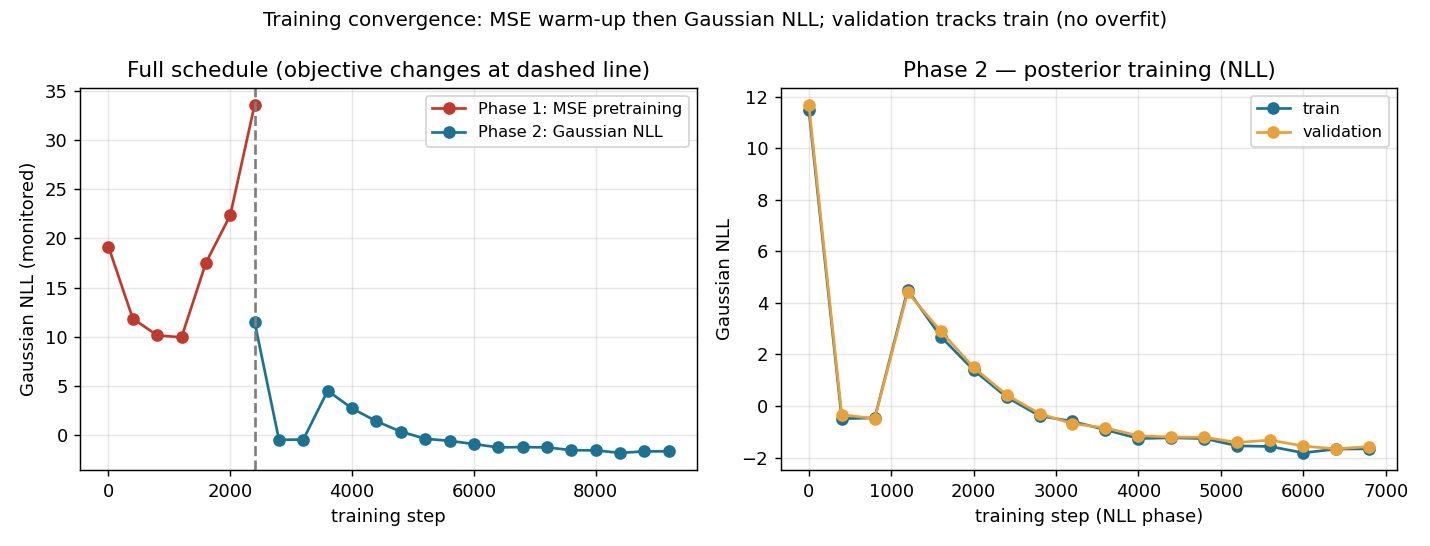 Training convergence: MSE warm-up then Gaussian NLL; validation tracks train (no overfit)
Full schedule (objective changes at dashed line)
Gaussian NLL (monitored)
35
30
25
20
15
10
5
0
Phase 1: MSE pretraining
Phase 2: Gaussian NLL
0 2000 4000 6000 8000
training step
Phase 2 — posterior training (NLL)
Gaussian NLL
12
10
8
6
4
2
0
−2
train
validation
0 1000 2000 3000 4000 5000 6000 7000
training step (NLL phase)